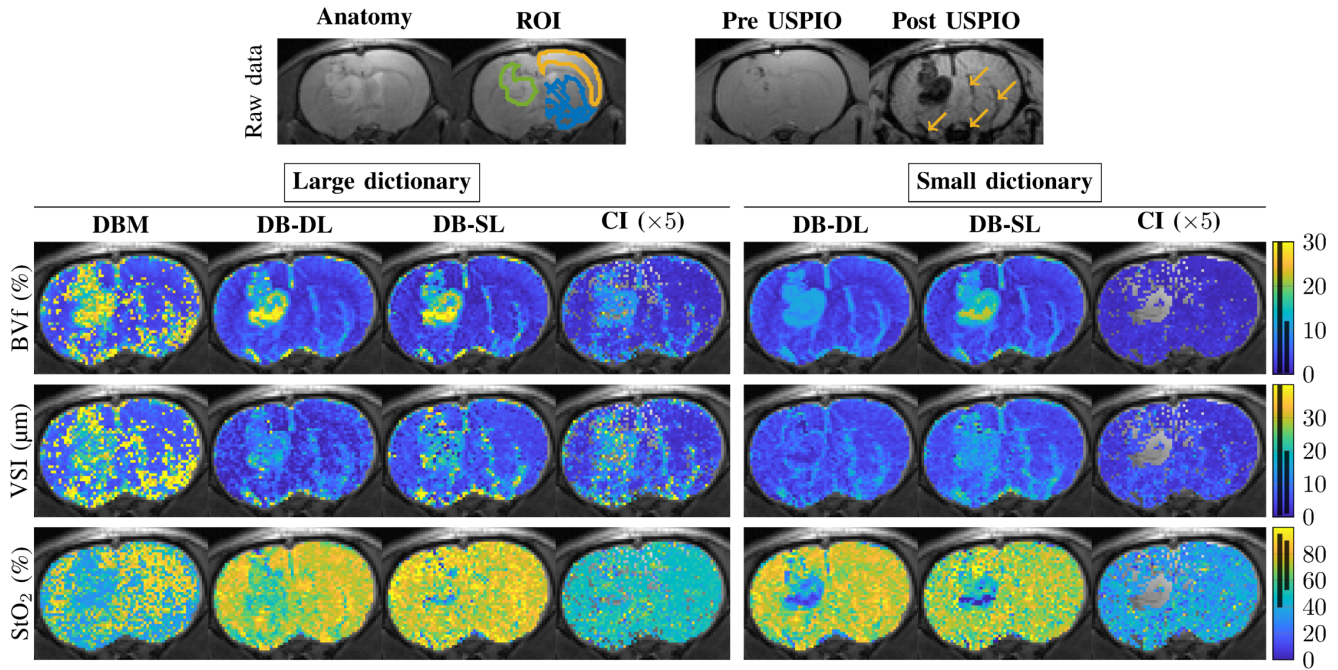 Anatomy ROI Pre USPIO Post USPIO
Raw data
Large dictionary Small dictionary
DBM DB-DL DB-SL CI (×5) DB-DL DB-SL CI (×5)
BVf (%)
30
20
10
0
VSI (μm)
30
20
10
0
StO₂ (%)
80
60
40
20
0